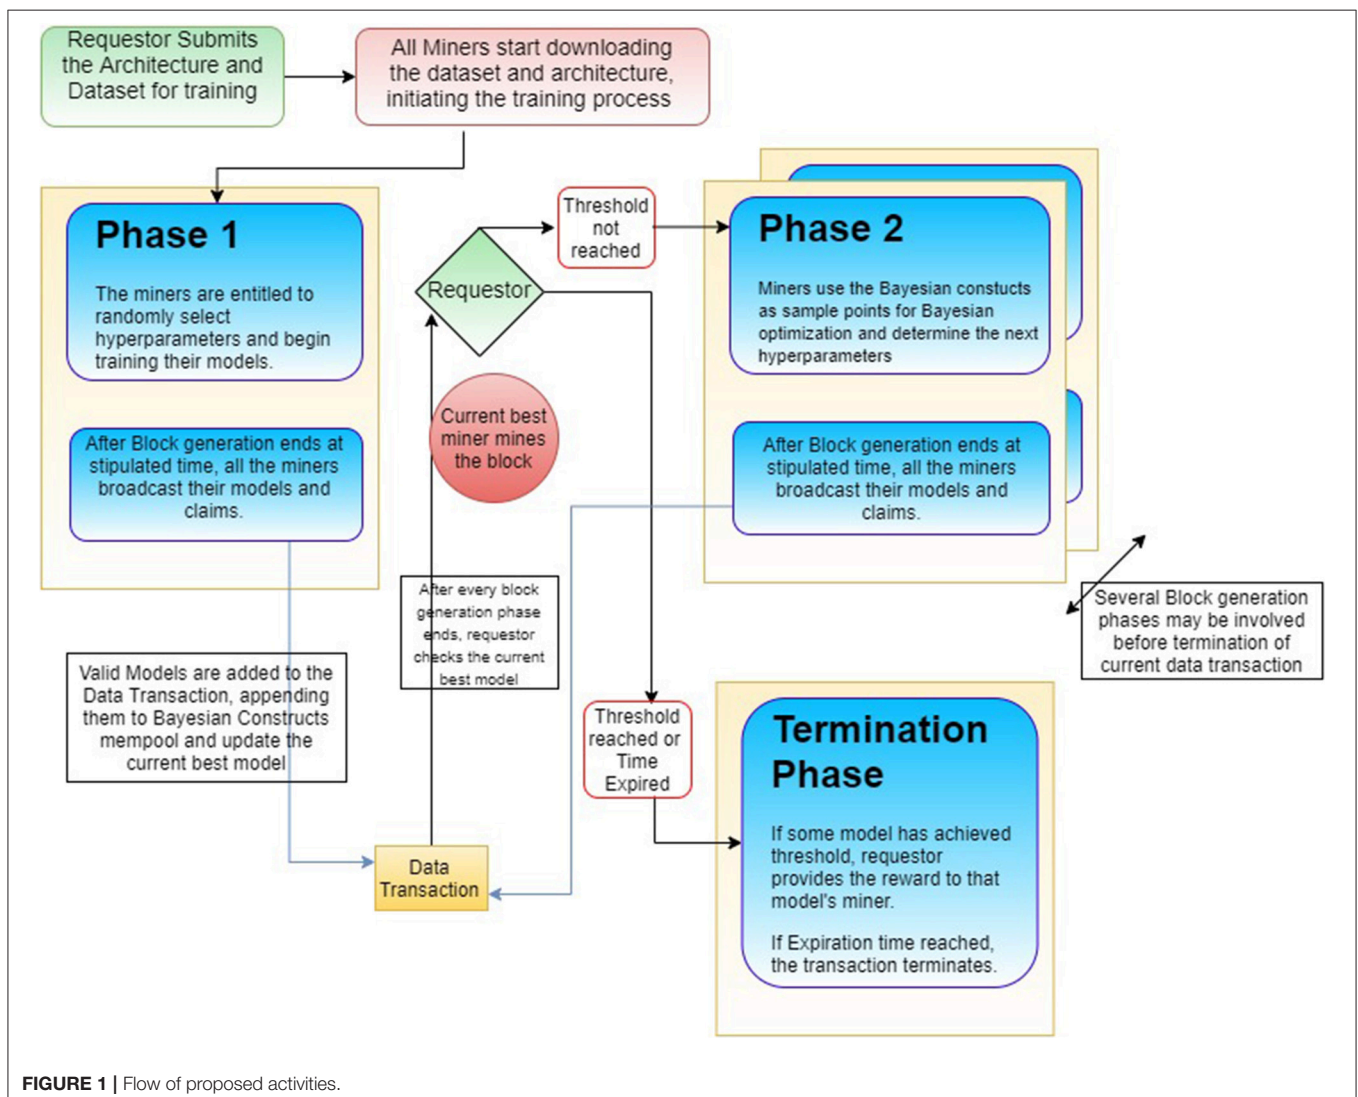 Requestor Submits
the Architecture and
Dataset for training
All Miners start downloading
the dataset and architecture,
initiating the training process
Phase 1
The miners are entitled to
randomly select
hyperparameters and begin
training their models.
After Block generation ends at
stipulated time, all the miners
broadcast their models and
claims.
Valid Models are added to the
Data Transaction, appending
them to Bayesian Constructs
mempool and update the
current best model
Data
Transaction
After every block
generation phase
ends, requestor
checks the current
best model
Current best
miner mines
the block
Requestor
Threshold
not
reached
Phase 2
Miners use the Bayesian constucts
as sample points for Bayesian
optimization and determine the next
hyperparameters
After Block generation ends at
stipulated time, all the miners
broadcast their models and
claims.
Several Block generation
phases may be involved
before termination of
current data transaction
Threshold
reached or
Time
Expired
Termination
Phase
If some model has achieved
threshold, requestor
provides the reward to that
model's miner.
If Expiration time reached,
the transaction terminates.
FIGURE 1 | Flow of proposed activities.